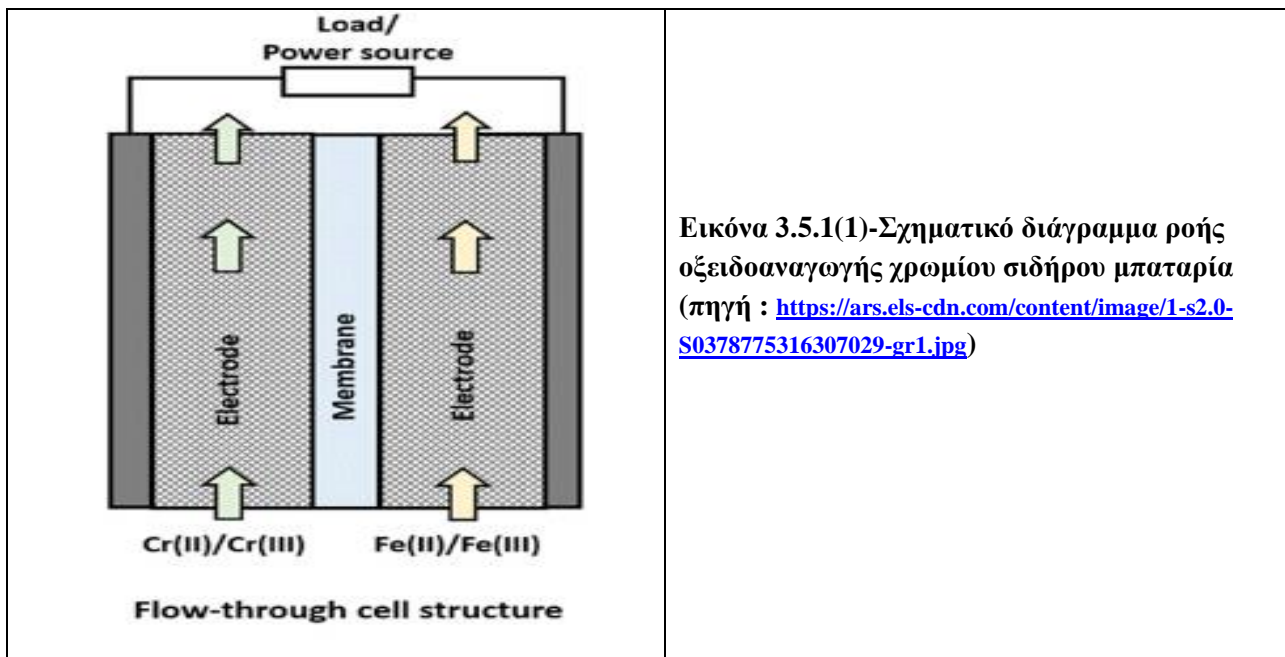 Load/
Power source
Electrode
Membrane
Electrode
Cr(II)/Cr(III) Fe(II)/Fe(III)
Flow-through cell structure
Εικόνα 3.5.1(1)-Σχηματικό διάγραμμα ροής
οξειδοαναγωγής χρωμίου σιδήρου μπαταρία
(πηγή : https://ars.els-cdn.com/content/image/1-s2.0-
S0378775316307029-gr1.jpg)